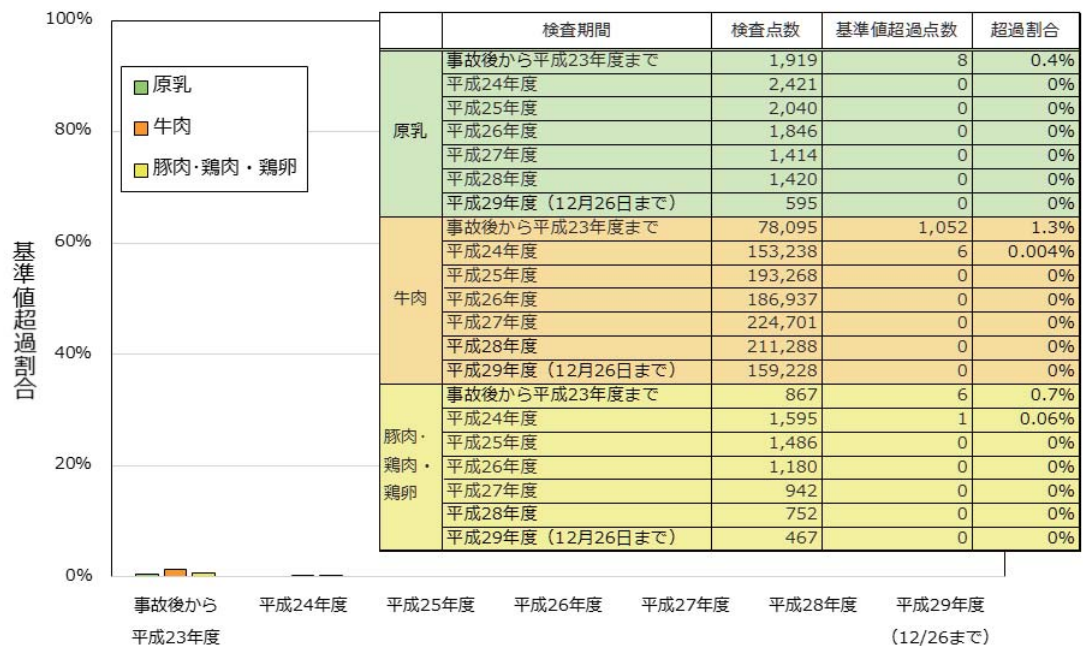 基準値超過割合
100%
80%
60%
40%
20%
0%
原乳
牛肉
豚肉・鶏肉・鶏卵
検査期間 検査点数 基準値超過点数 超過割合
原乳
事故後から平成23年度まで 1,919 8 0.4%
平成24年度 2,421 0 0%
平成25年度 2,040 0 0%
平成26年度 1,846 0 0%
平成27年度 1,414 0 0%
平成28年度 1,420 0 0%
平成29年度（12月26日まで） 595 0 0%
牛肉
事故後から平成23年度まで 78,095 1,052 1.3%
平成24年度 153,238 6 0.004%
平成25年度 193,268 0 0%
平成26年度 186,937 0 0%
平成27年度 224,701 0 0%
平成28年度 211,288 0 0%
平成29年度（12月26日まで） 159,228 0 0%
豚肉・
鶏肉・
鶏卵
事故後から平成23年度まで 867 6 0.7%
平成24年度 1,595 1 0.06%
平成25年度 1,486 0 0%
平成26年度 1,180 0 0%
平成27年度 942 0 0%
平成28年度 752 0 0%
平成29年度（12月26日まで） 467 0 0%
事故後から 平成24年度 平成25年度 平成26年度 平成27年度 平成28年度 平成29年度
平成23年度 （12/26まで）